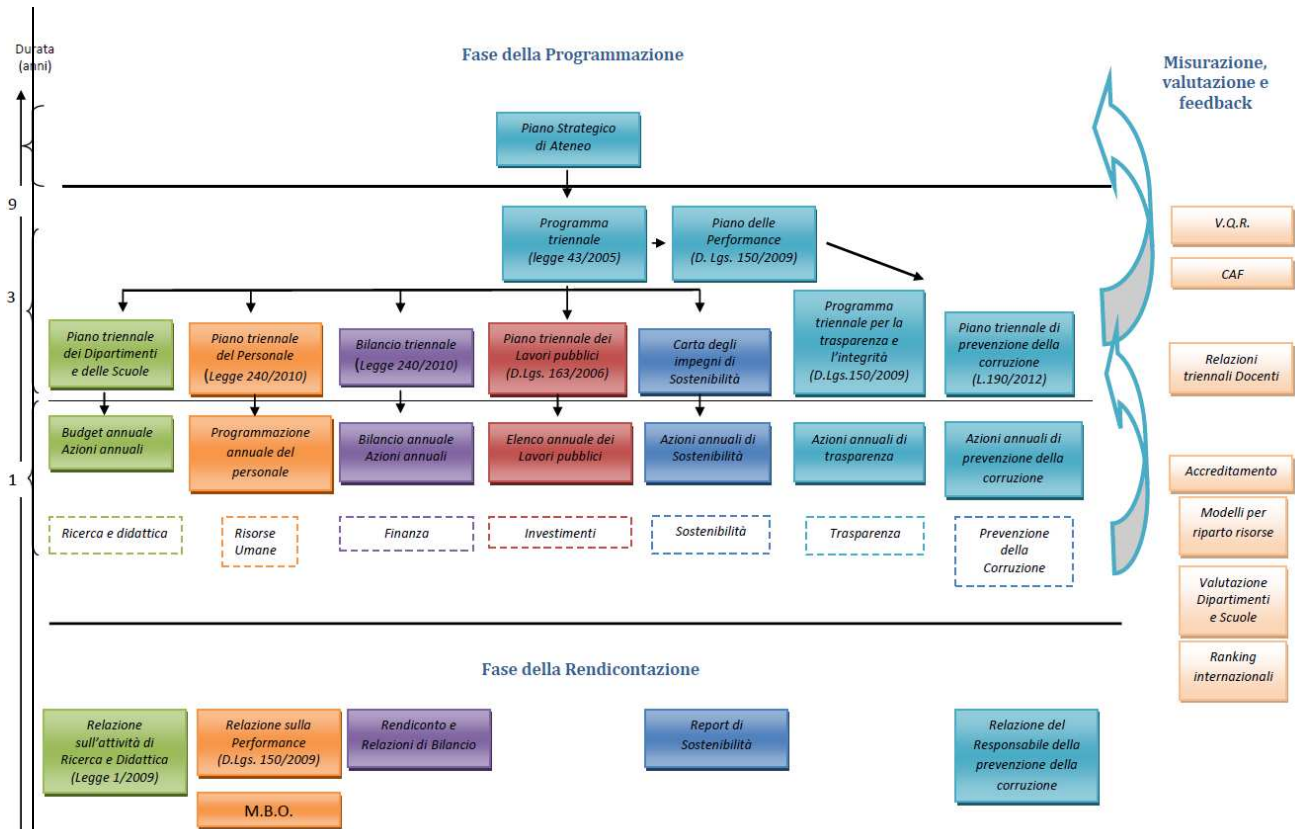 Durata
(anni)
Fase della Programmazione
Misurazione,
valutazione e
feedback
Piano Strategico
di Ateneo
9
Programma
triennale
(legge 43/2005)
Piano delle
Performance
(D. Lgs. 150/2009)
V.Q.R.
CAF
3
Piano triennale
dei Dipartimenti
e delle Scuole
Piano triennale
del Personale
(Legge 240/2010)
Bilancio triennale
(Legge 240/2010)
Piano triennale dei
Lavori pubblici
(D.Lgs. 163/2006)
Carta degli
impegni di
Sostenibilità
Programma
triennale per la
trasparenza e
l'integrità
(D.Lgs.150/2009)
Piano triennale di
prevenzione della
corruzione
(L.190/2012)
Relazioni
triennali Docenti
1
Budget annuale
Azioni annuali
Programmazione
annuale del
personale
Bilancio annuale
Azioni annuali
Elenco annuale dei
Lavori pubblici
Azioni annuali di
Sostenibilità
Azioni annuali di
trasparenza
Azioni annuali di
prevenzione della
corruzione
Accreditamento
Modelli per
riparto risorse
Ricerca e didattica
Risorse
Umane
Finanza
Investimenti
Sostenibilità
Trasparenza
Prevenzione
della
Corruzione
Valutazione
Dipartimenti
e Scuole
Ranking
internazionali
Fase della Rendicontazione
Relazione
sull'attività di
Ricerca e Didattica
(Legge 1/2009)
Relazione sulla
Performance
(D.Lgs. 150/2009)
M.B.O.
Rendiconto e
Relazioni di Bilancio
Report di
Sostenibilità
Relazione del
Responsabile della
prevenzione della
corruzione